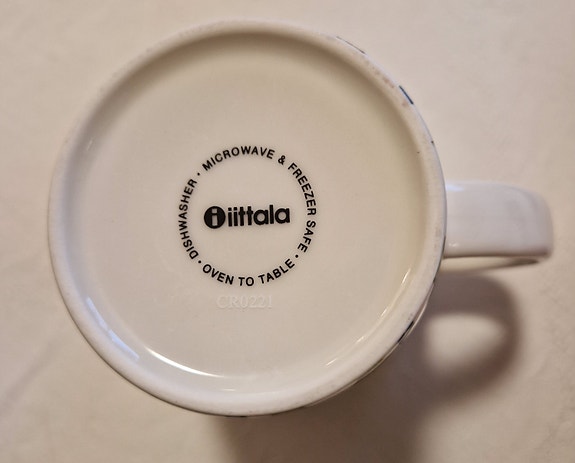 DISHWASHER · MICROWAVE & FREEZER SAFE · OVEN TO TABLE ·
i iittala
CR0221